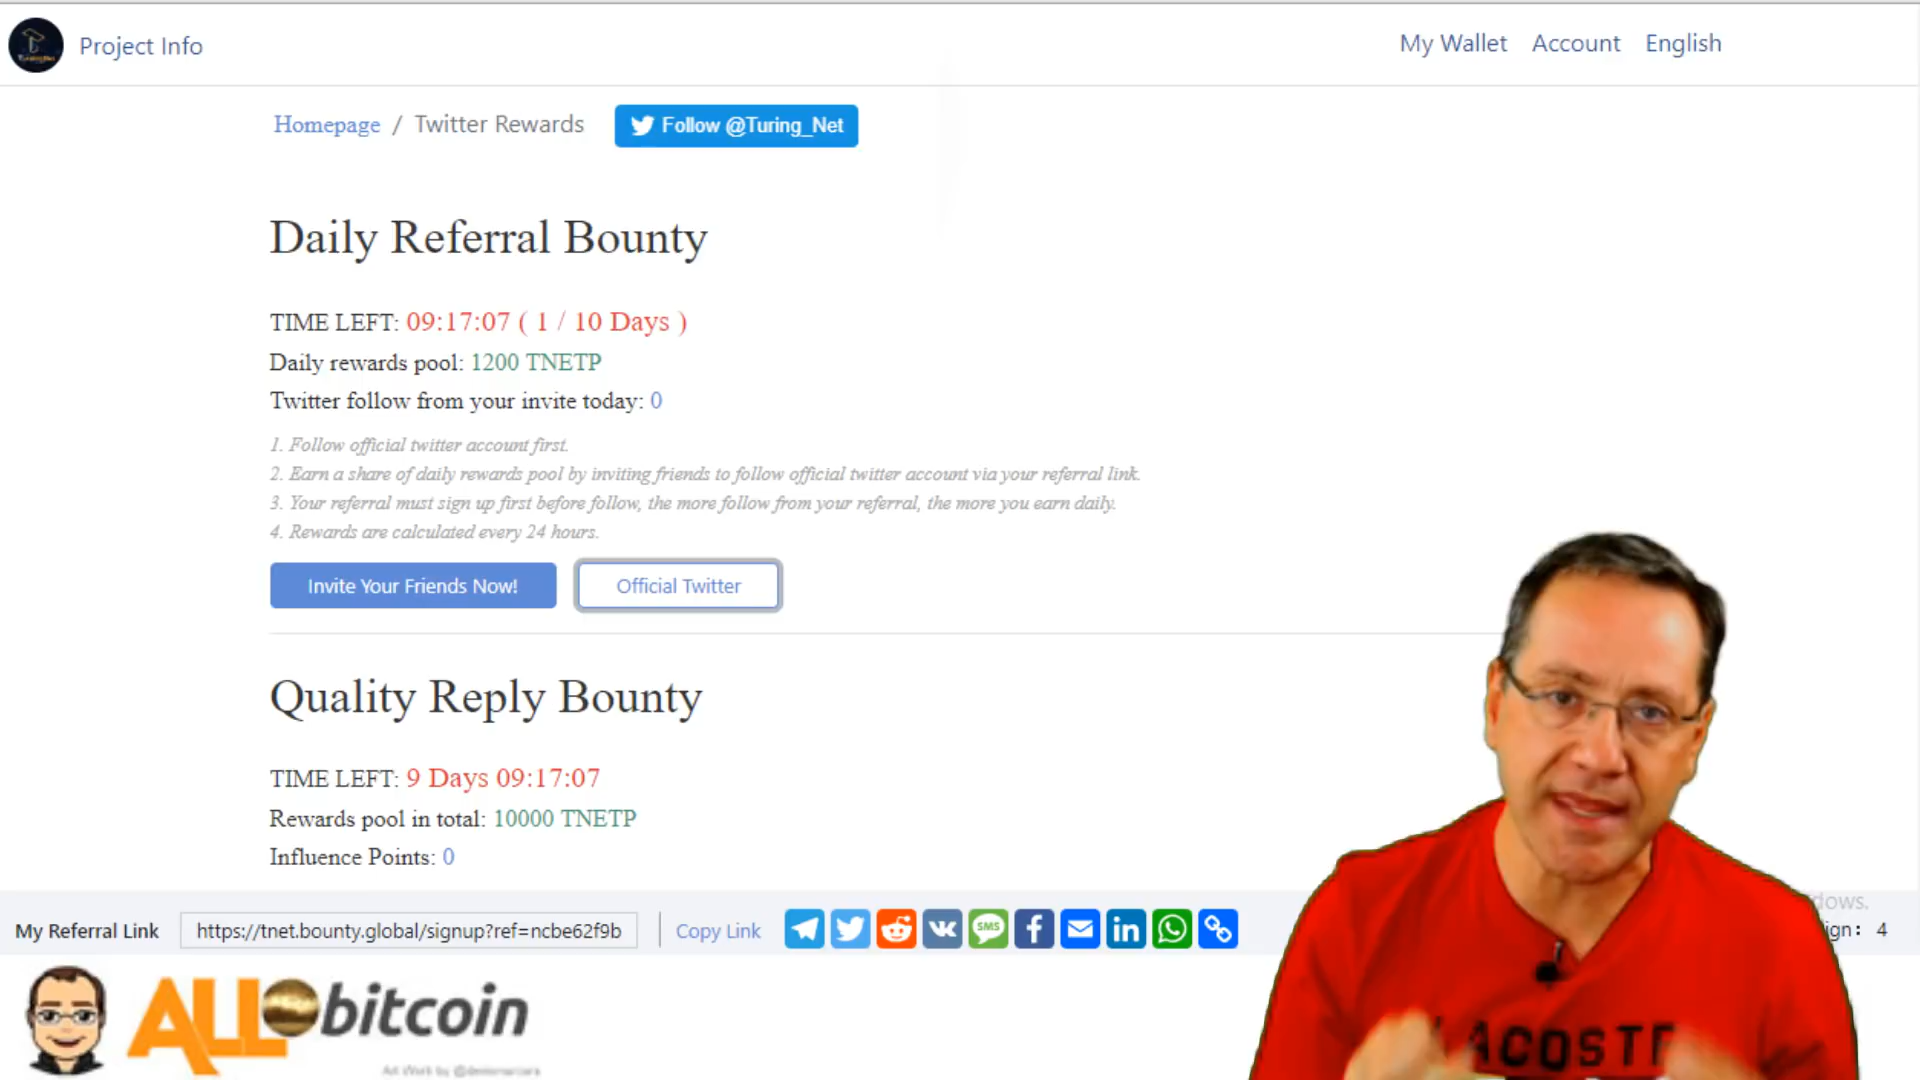 Project Info
My Wallet Account English
Homepage / Twitter Rewards Follow @Turing_Net
Daily Referral Bounty
TIME LEFT: 09:17:07 ( 1 / 10 Days )
Daily rewards pool: 1200 TNETP
Twitter follow from your invite today: 0
1. Follow official twitter account first.
2. Earn a share of daily rewards pool by inviting friends to follow official twitter account via your referral link.
3. Your referral must sign up first before follow, the more follow from your referral, the more you earn daily.
4. Rewards are calculated every 24 hours.
Invite Your Friends Now! Official Twitter
Quality Reply Bounty
TIME LEFT: 9 Days 09:17:07
Rewards pool in total: 10000 TNETP
Influence Points: 0
dows.
My Referral Link https://tnet.bounty.global/signup?ref=ncbe62f9b Copy Link SMS ign: 4
ALL bitcoin
LACOSTE